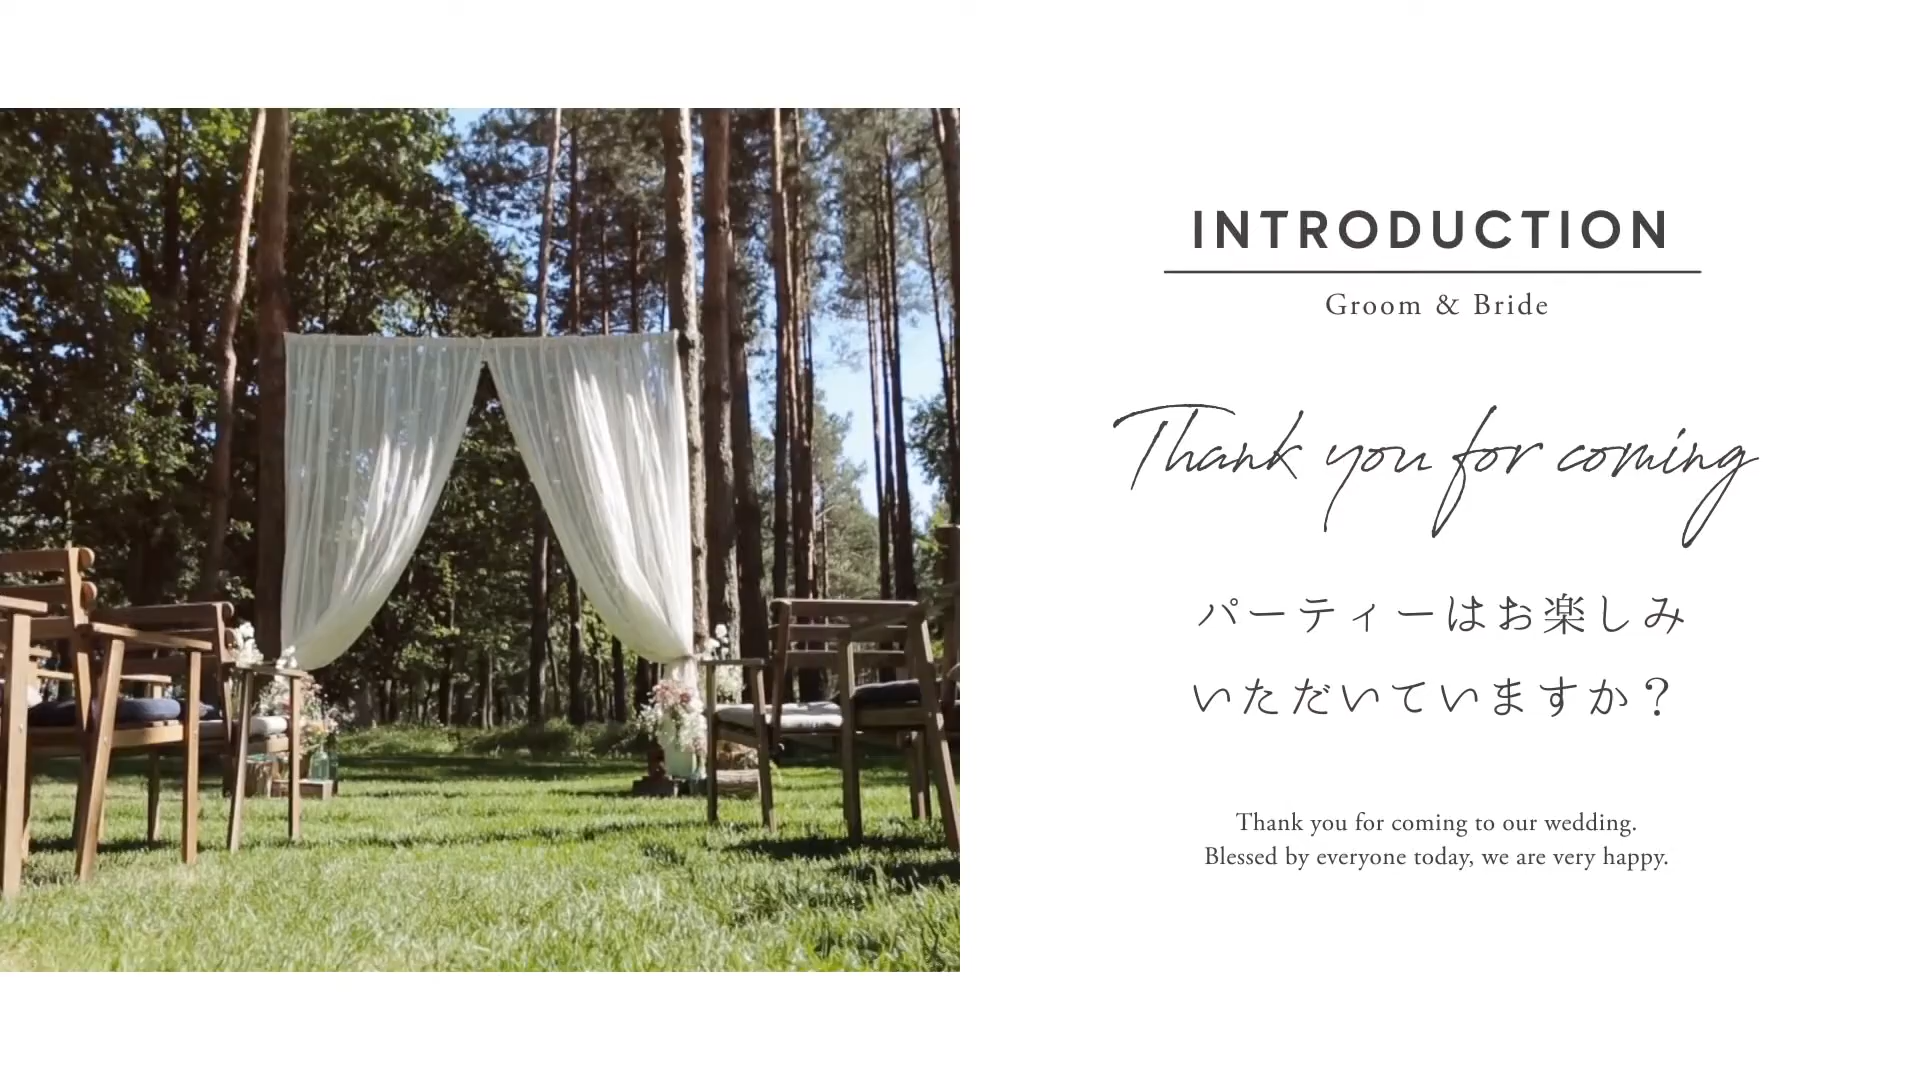 INTRODUCTION
Groom & Bride
Thank you for coming
パーティーはお楽しみ
いただいていますか？
Thank you for coming to our wedding.
Blessed by everyone today, we are very happy.